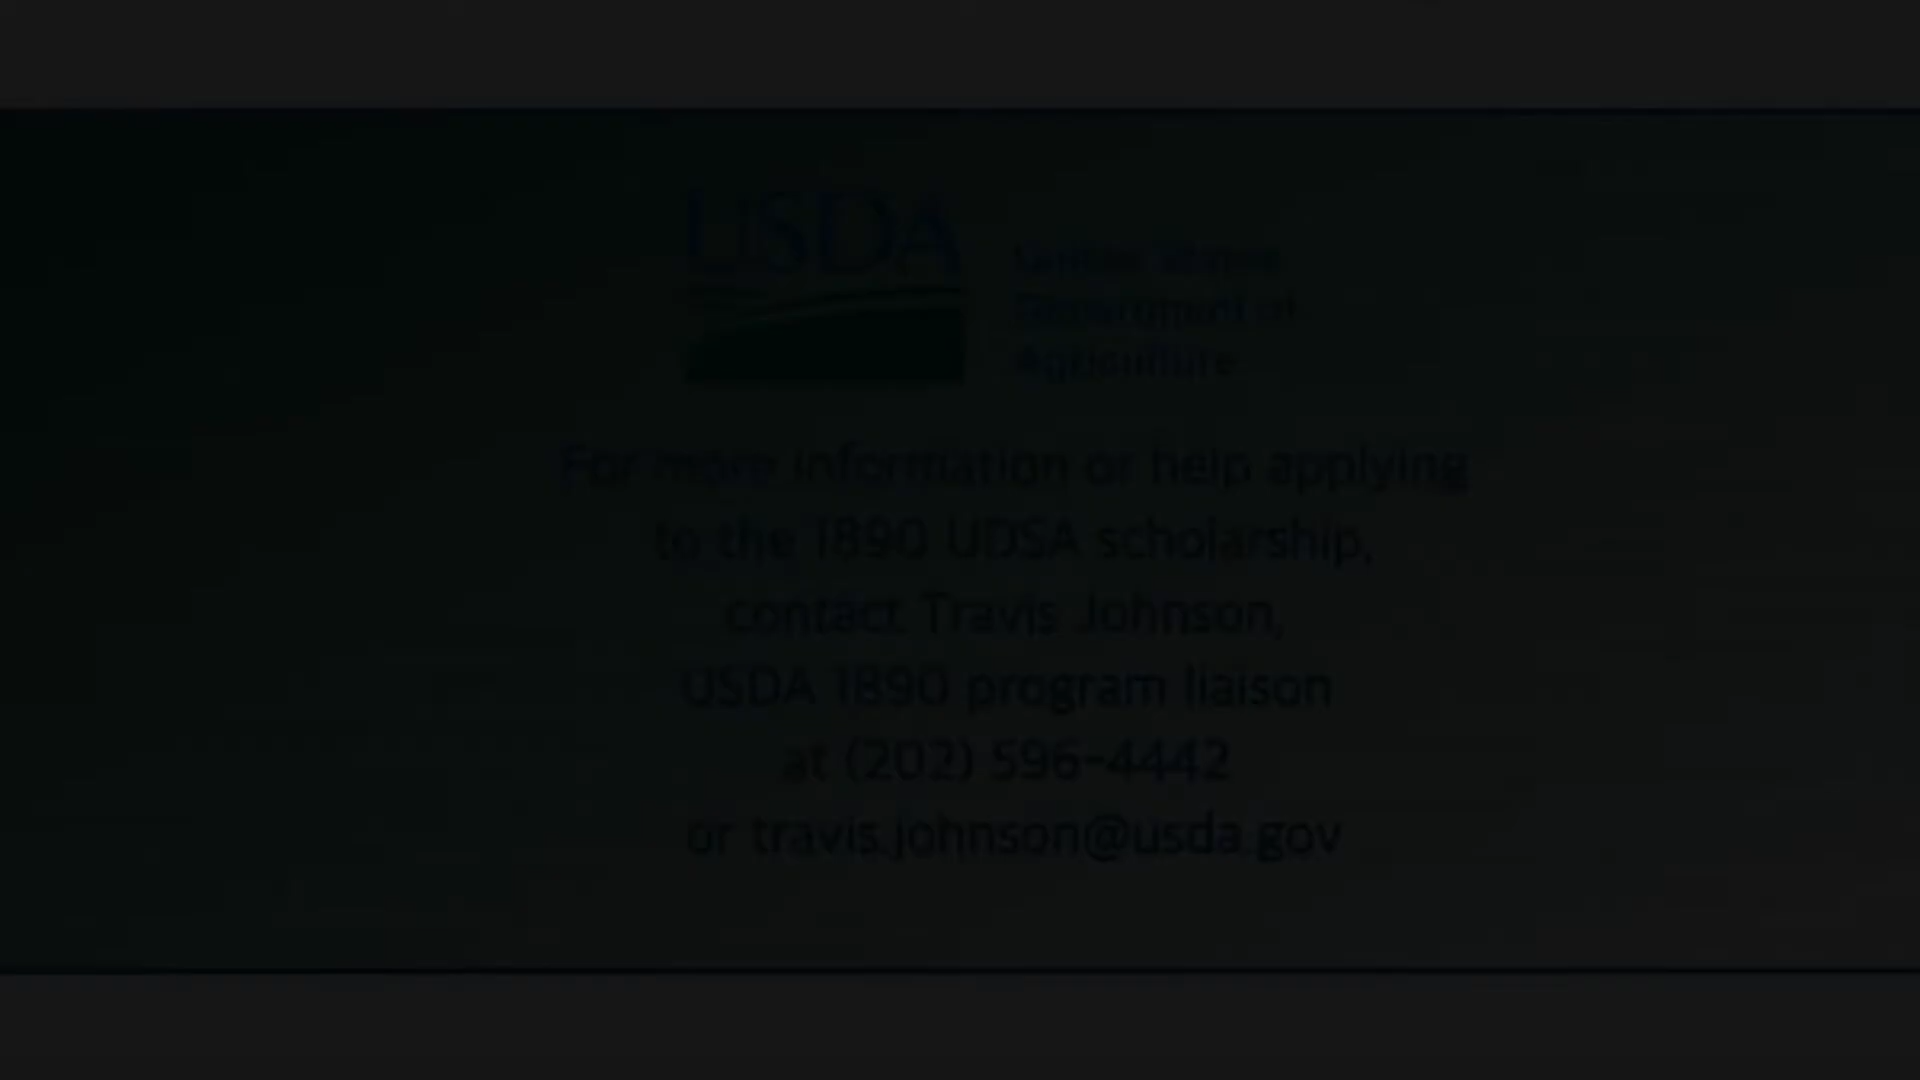 USDA
United States
Department of
Agriculture
For more information or help applying
to the 1890 UDSA scholarship,
contact Travis Johnson,
USDA 1890 program liaison
at (202) 596-4442
or travis.johnson@usda.gov